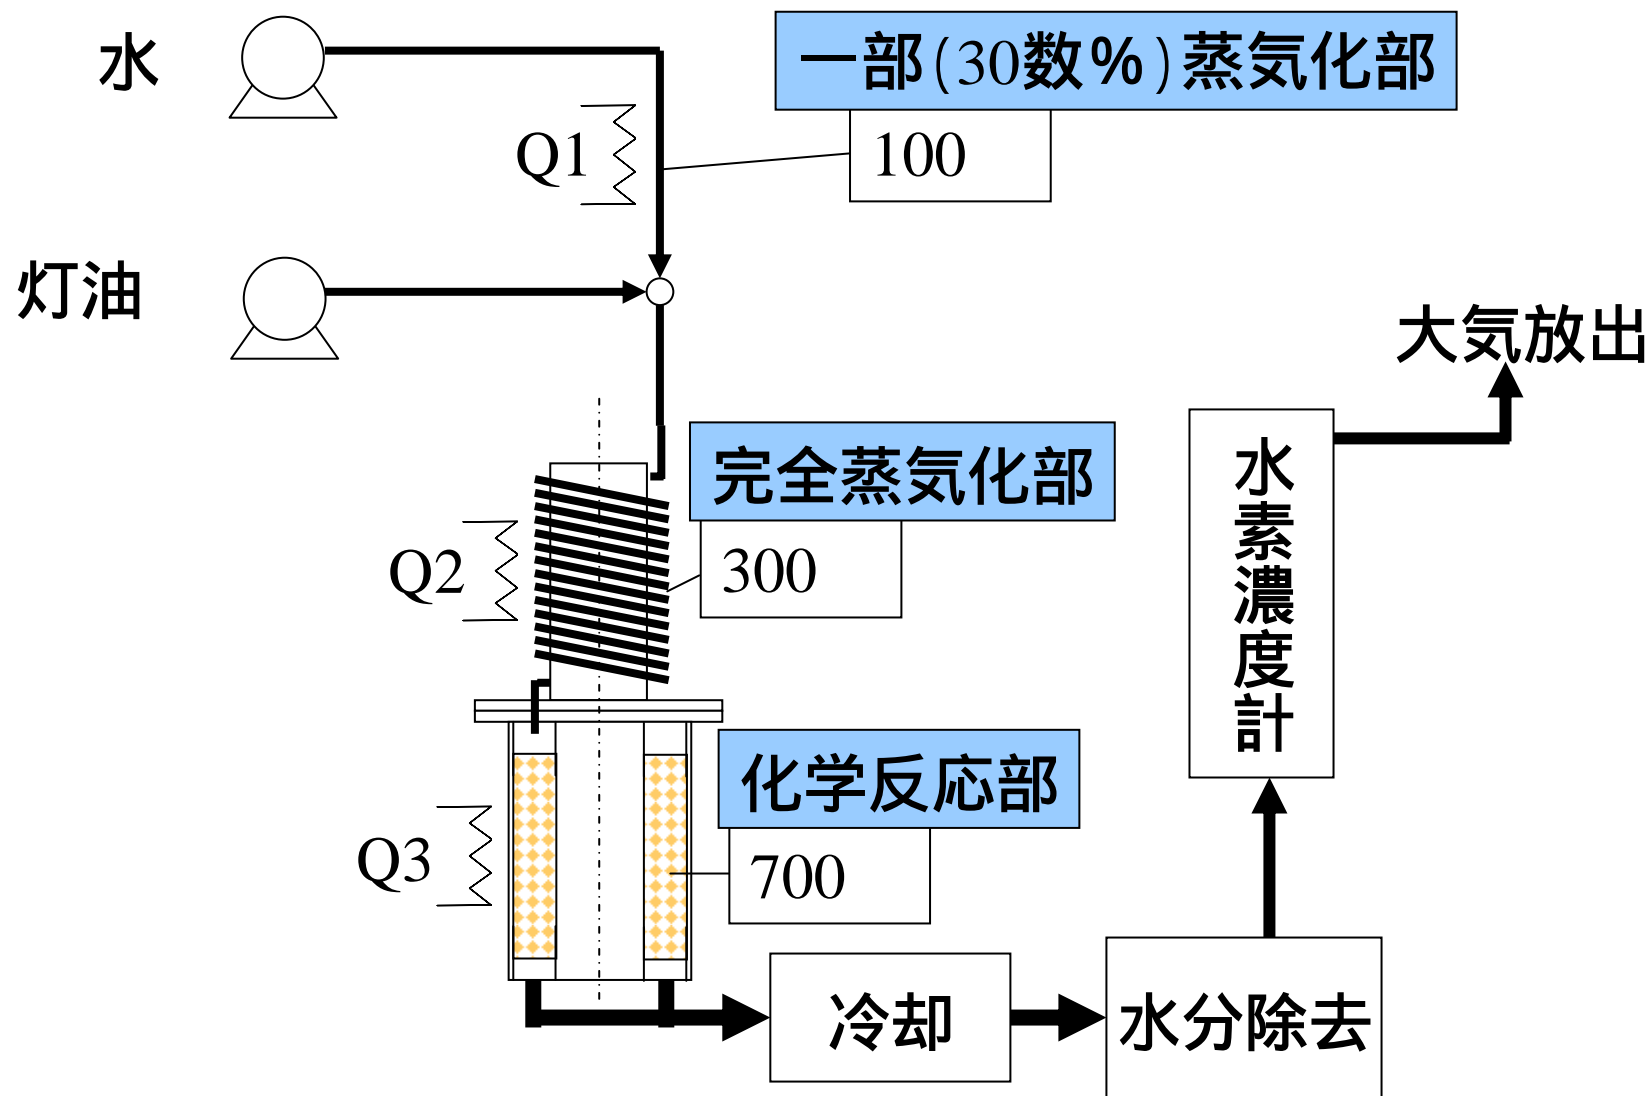 水
一部(30数%)蒸気化部
Q1
100
灯油
大気放出
完全蒸気化部
Q2
300
水素濃度計
化学反応部
Q3
700
冷却
水分除去